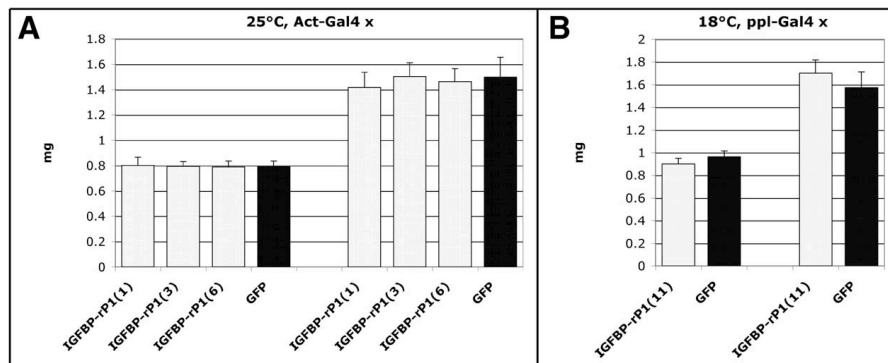 A
25°C, Act-Gal4 x
1.8
1.6
1.4
1.2
1
0.8
0.6
0.4
0.2
0
mg
IGFBP-rP1(1)
IGFBP-rP1(3)
IGFBP-rP1(6)
GFP
IGFBP-rP1(1)
IGFBP-rP1(3)
IGFBP-rP1(6)
GFP
B
18°C, ppl-Gal4 x
2
1.8
1.6
1.4
1.2
1
0.8
0.6
0.4
0.2
0
mg
IGFBP-rP1(11)
GFP
IGFBP-rP1(11)
GFP